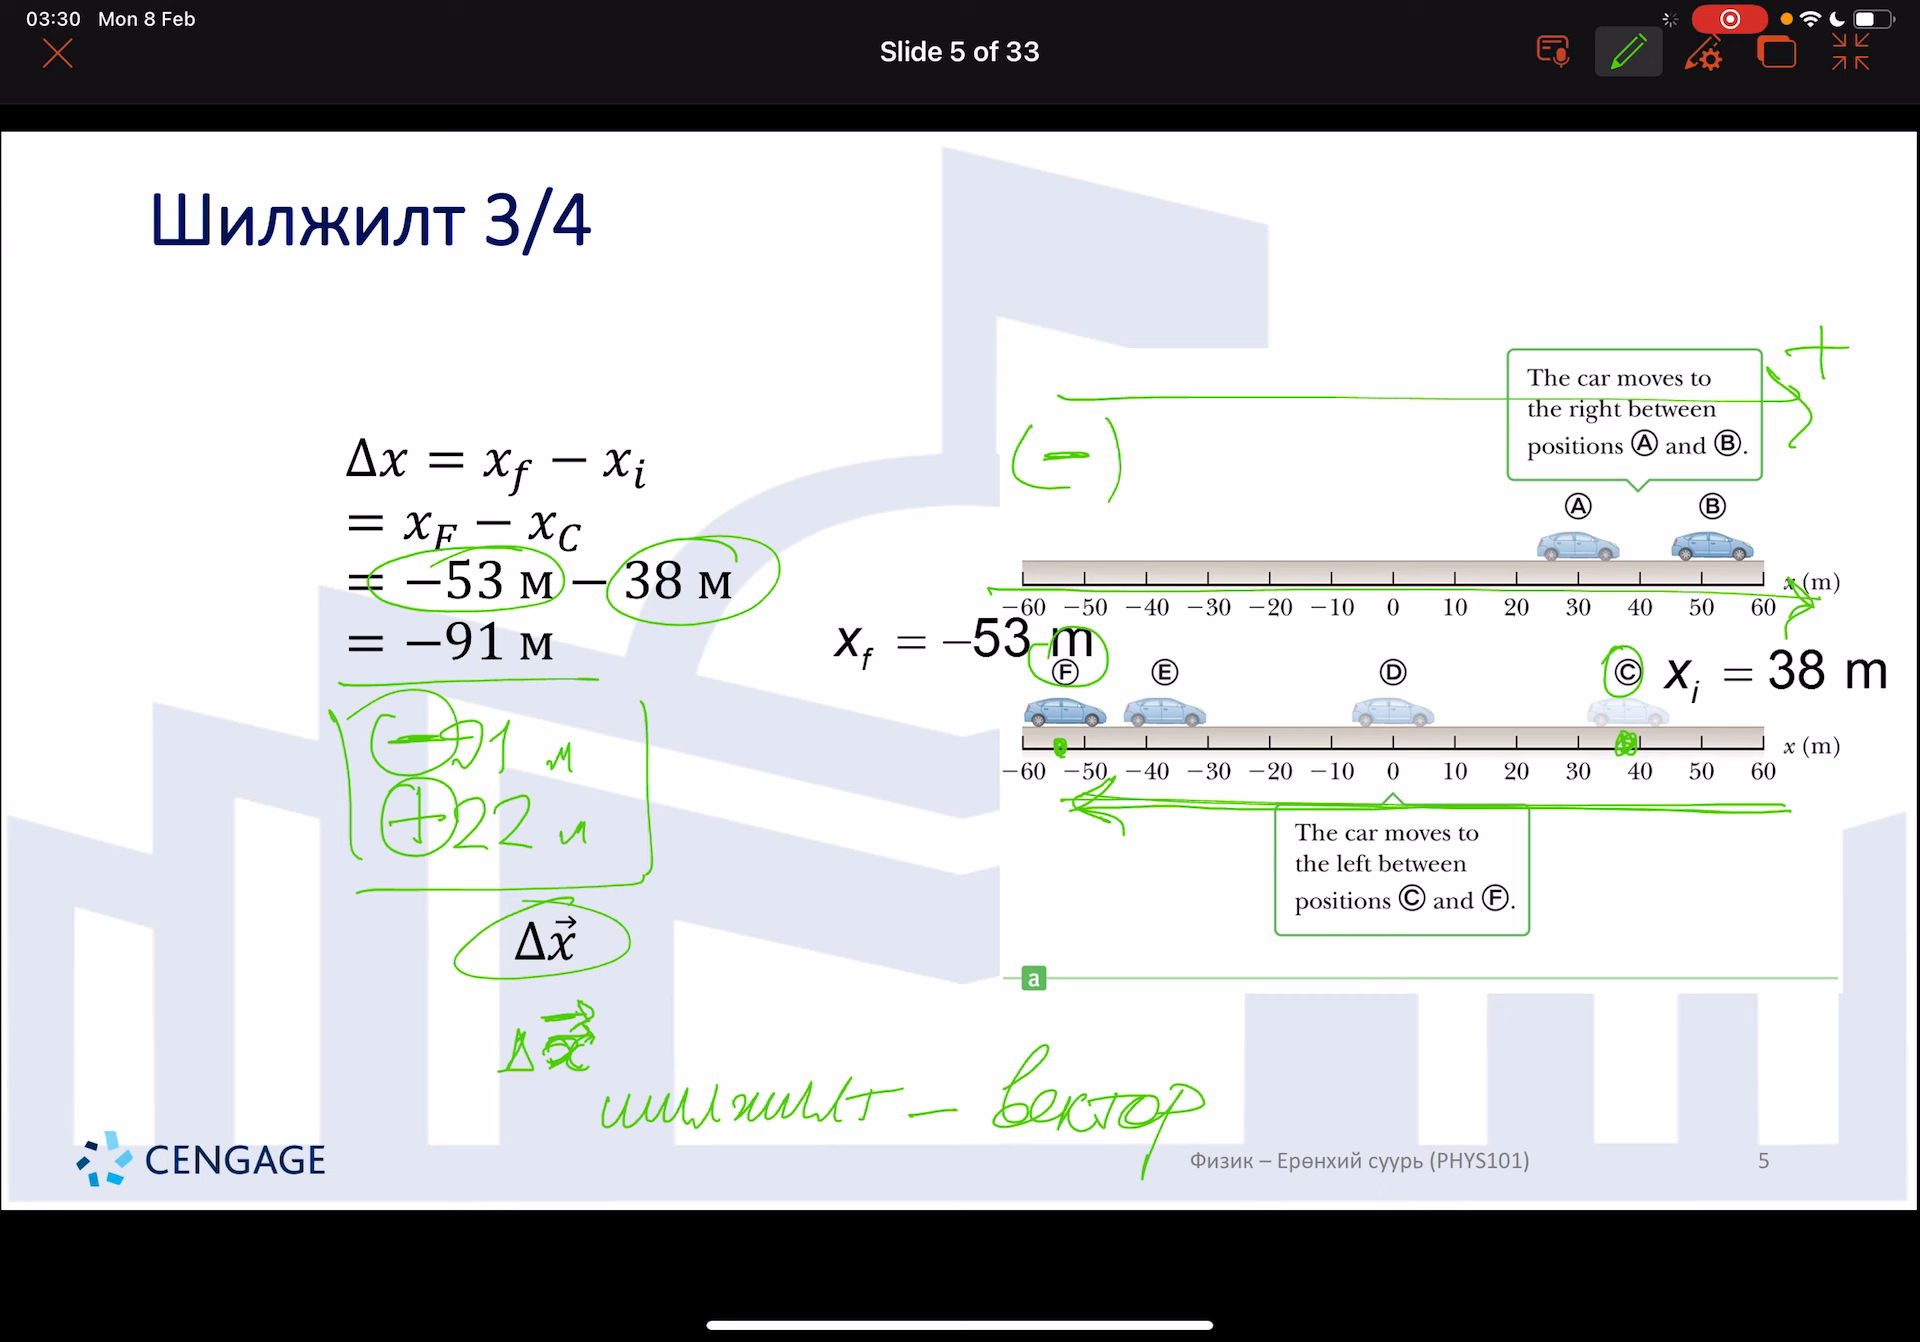 03:30 Mon 8 Feb
Slide 5 of 33
Шилжилт 3/4
Δx = x_f − x_i
= x_F − x_C
= −53 м − 38 м
= −91 м
−91 м
+22 м
Δx⃗
Δx⃗
шилжилт – вектор
+
(−)
The car moves to
the right between
positions Ⓐ and Ⓑ.
Ⓐ Ⓑ
−60 −50 −40 −30 −20 −10 0 10 20 30 40 50 60 x (m)
x_f = −53 m
x_i = 38 m
Ⓕ Ⓔ Ⓓ Ⓒ
x (m)
−60 −50 −40 −30 −20 −10 0 10 20 30 40 50 60
The car moves to
the left between
positions Ⓒ and Ⓕ.
a
CENGAGE
Физик – Ерөнхий суурь (PHYS101)
5